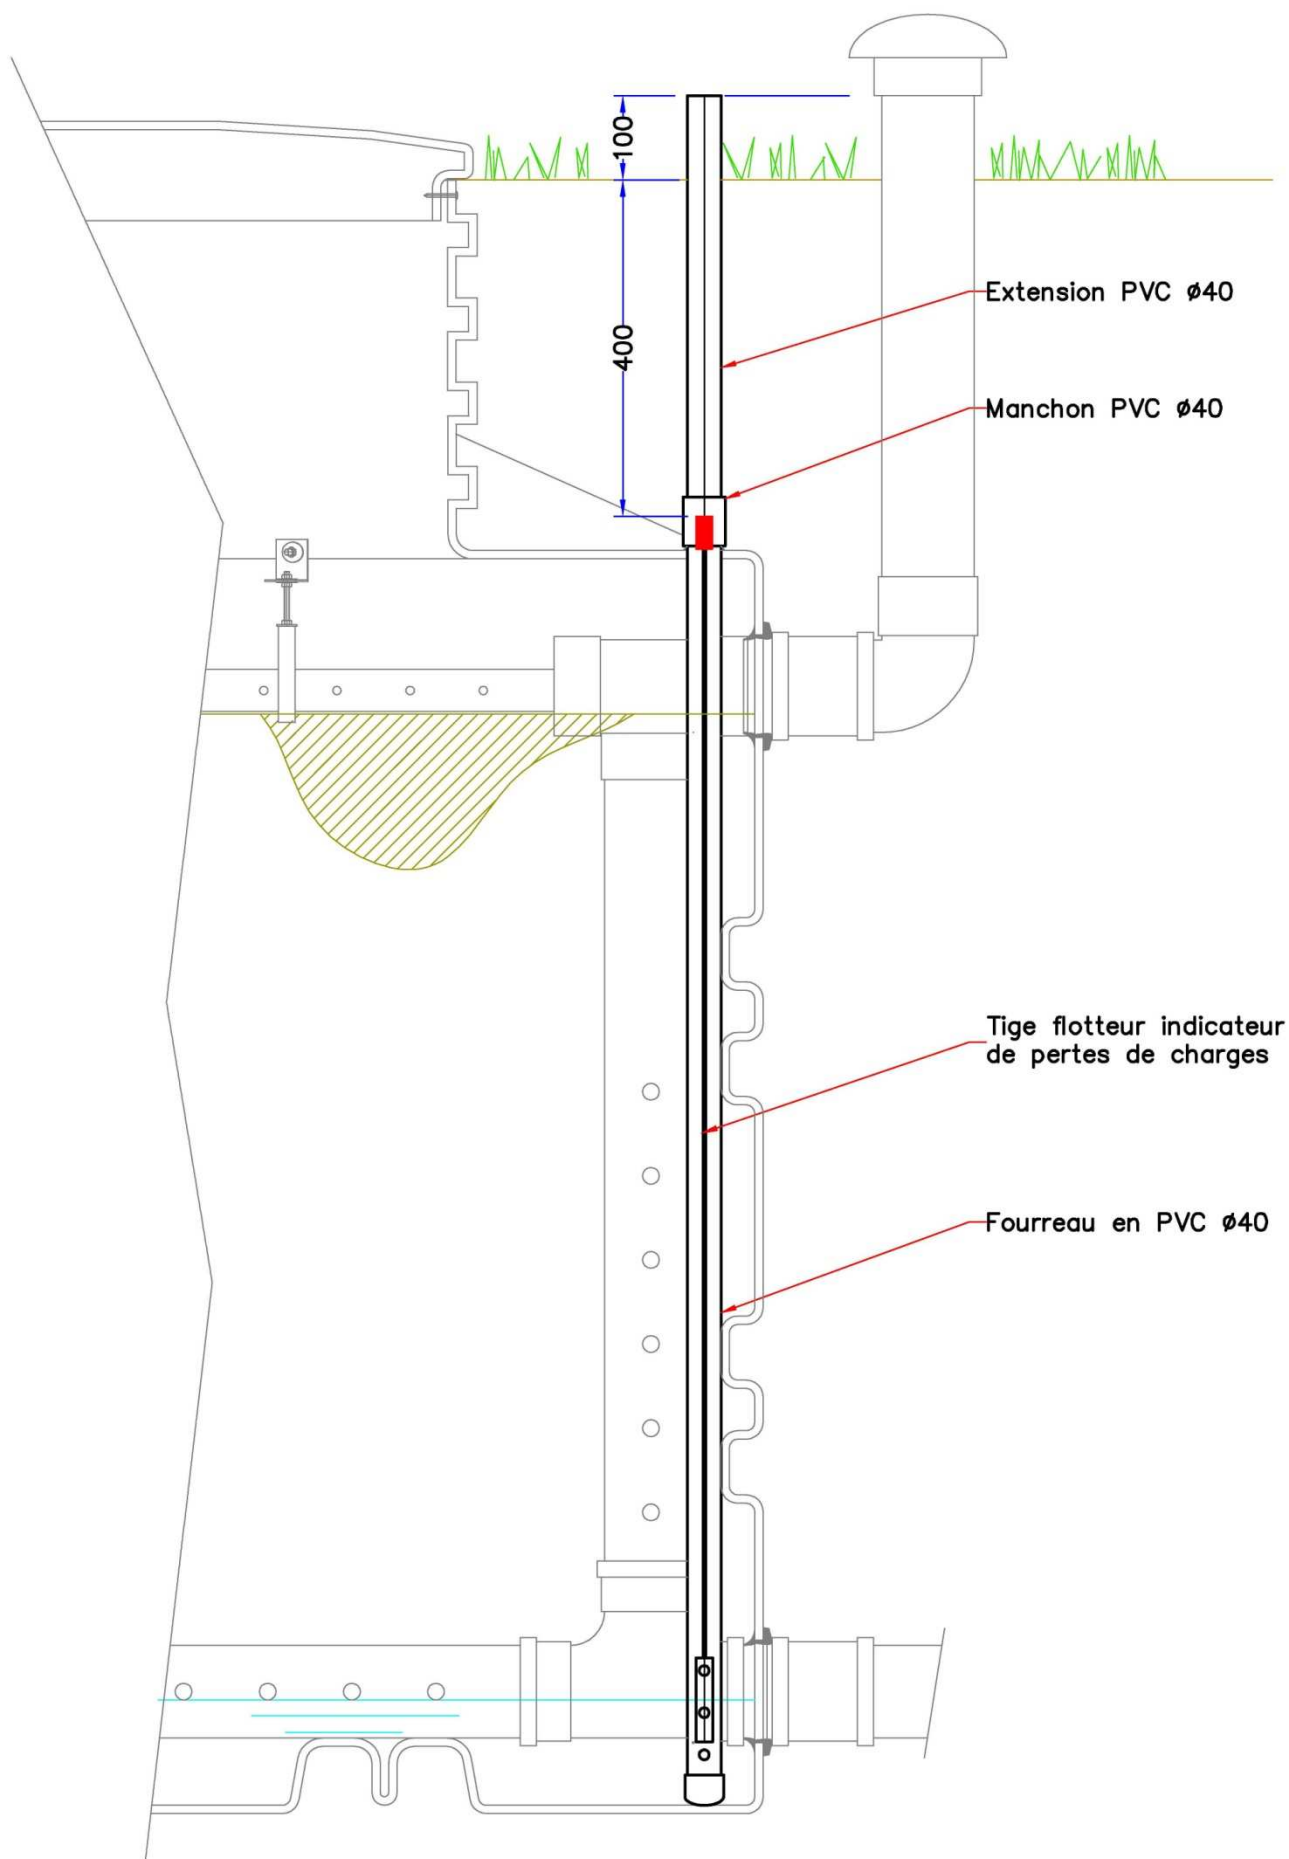 100
Extension PVC ø40
400
Manchon PVC ø40
Tige flotteur indicateur
de pertes de charges
Fourreau en PVC ø40